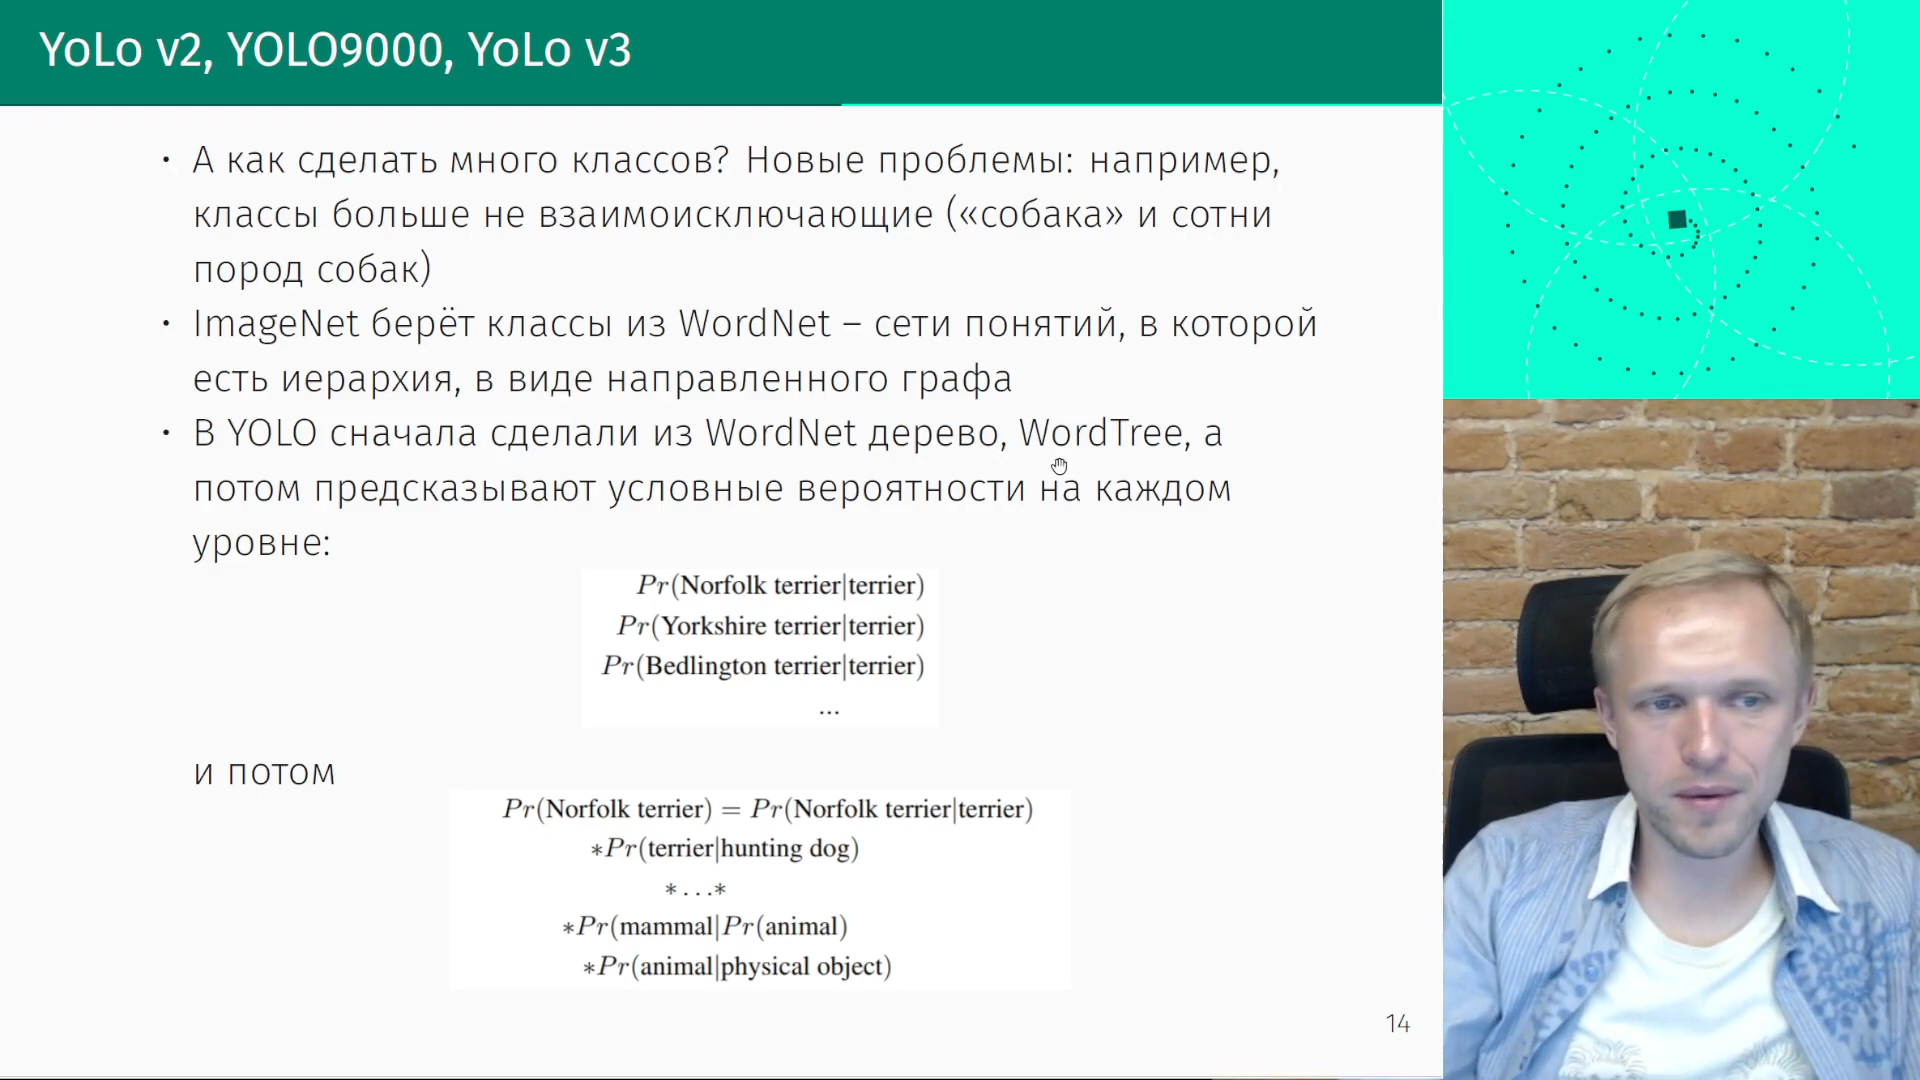 YoLo v2, YOLO9000, YoLo v3
• А как сделать много классов? Новые проблемы: например,
классы больше не взаимоисключающие («собака» и сотни
пород собак)
• ImageNet берёт классы из WordNet – сети понятий, в которой
есть иерархия, в виде направленного графа
• В YOLO сначала сделали из WordNet дерево, WordTree, а
потом предсказывают условные вероятности на каждом
уровне:
Pr(Norfolk terrier|terrier)
Pr(Yorkshire terrier|terrier)
Pr(Bedlington terrier|terrier)
...
и потом
Pr(Norfolk terrier) = Pr(Norfolk terrier|terrier)
∗Pr(terrier|hunting dog)
∗...∗
∗Pr(mammal|Pr(animal)
∗Pr(animal|physical object)
14